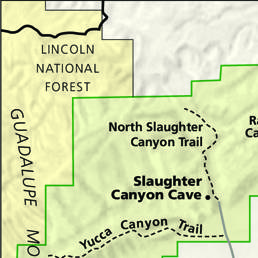 LINCOLN
NATIONAL
FOREST
GUADALUPE
MO
North Slaughter
Canyon Trail
Ra
Ca
Slaughter
Canyon Cave
Yucca Canyon Trail